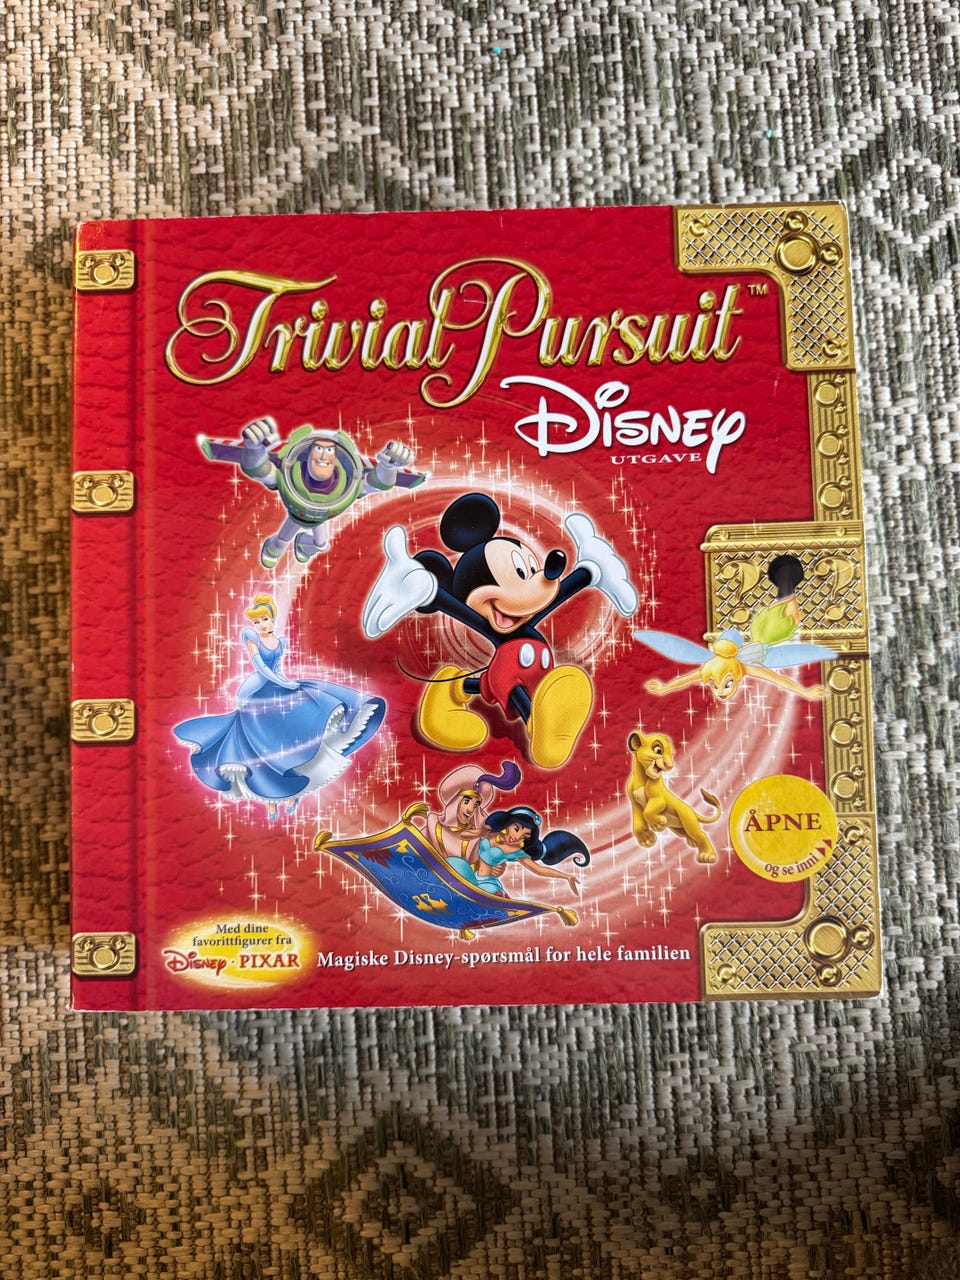 Trivial Pursuit™
Disney
UTGAVE
ÅPNE
og se inni
Med dine
favorittfigurer fra
Disney · PIXAR
Magiske Disney-spørsmål for hele familien